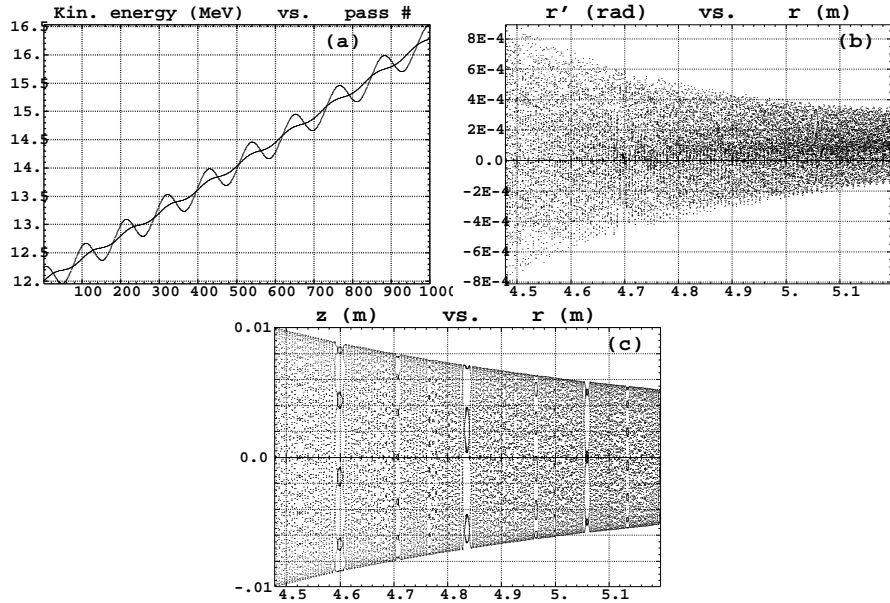 Kin. energy (MeV) vs. pass #
(a)
16.5
16.
15.5
15.
14.5
14.
13.5
13.
12.5
12.
100 200 300 400 500 600 700 800 900 1000
r' (rad) vs. r (m)
(b)
8E-4
6E-4
4E-4
2E-4
0.0
-2E-4
-4E-4
-6E-4
-8E-4
4.5 4.6 4.7 4.8 4.9 5. 5.1
z (m) vs. r (m)
(c)
0.01
0.0
-.01
4.5 4.6 4.7 4.8 4.9 5.0 5.1